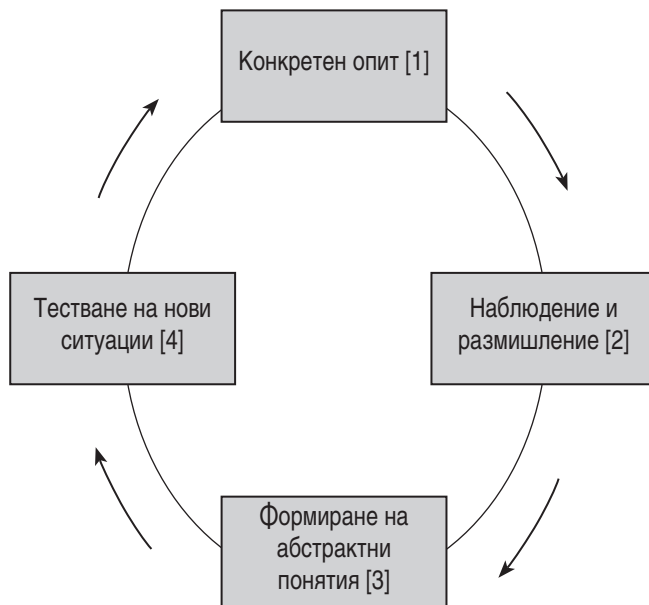 Конкретен опит [1]
Наблюдение и
размишление [2]
Формиране на
абстрактни
понятия [3]
Тестване на нови
ситуации [4]